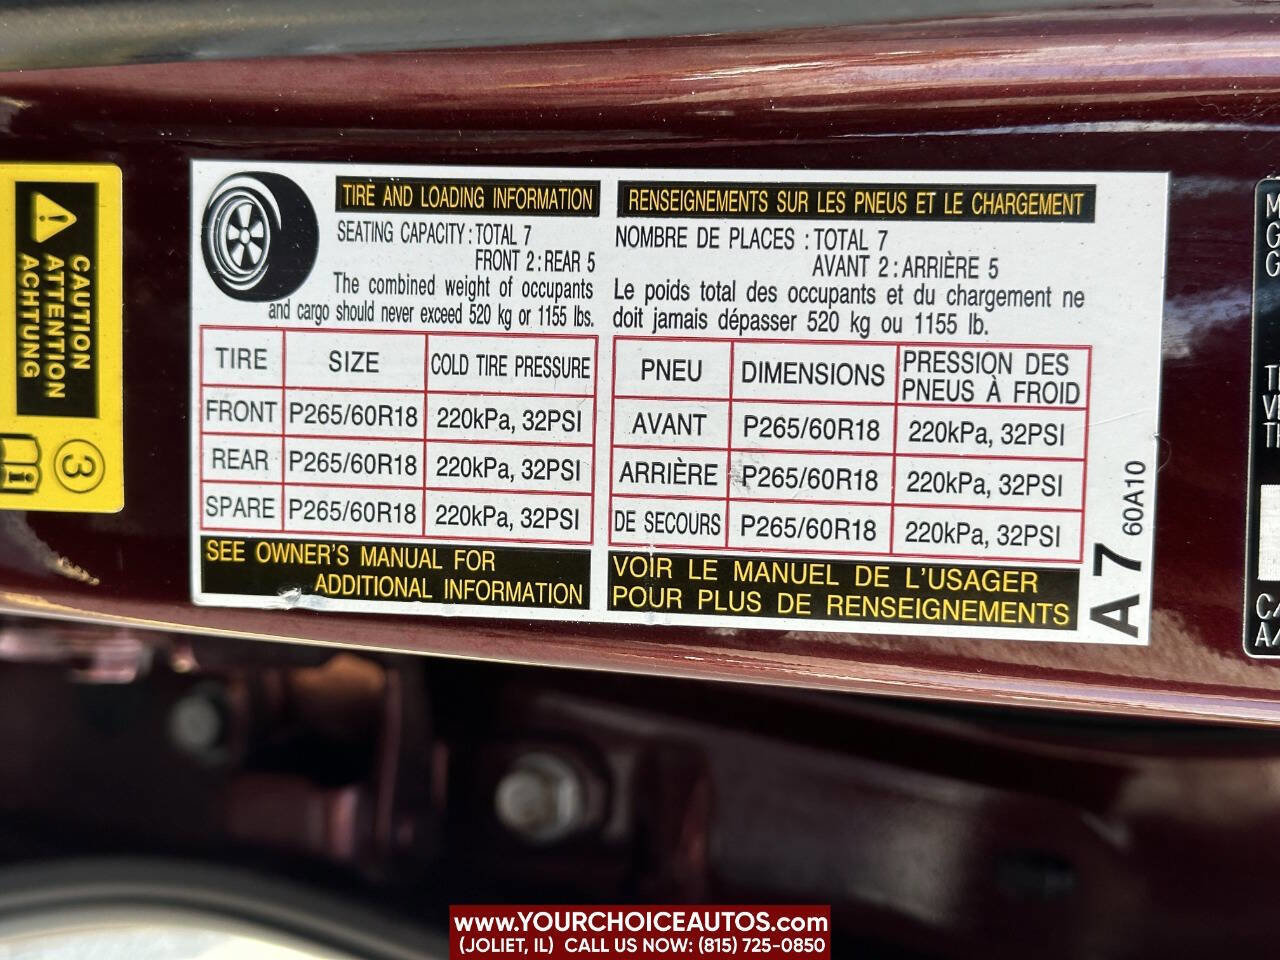 CAUTION
ATTENTION
ACHTUNG
3
TIRE AND LOADING INFORMATION
SEATING CAPACITY : TOTAL 7
FRONT 2 : REAR 5
The combined weight of occupants
and cargo should never exceed 520 kg or 1155 lbs.
TIRE SIZE COLD TIRE PRESSURE
FRONT P265/60R18 220kPa, 32PSI
REAR P265/60R18 220kPa, 32PSI
SPARE P265/60R18 220kPa, 32PSI
SEE OWNER'S MANUAL FOR
ADDITIONAL INFORMATION
RENSEIGNEMENTS SUR LES PNEUS ET LE CHARGEMENT
NOMBRE DE PLACES : TOTAL 7
AVANT 2 : ARRIÈRE 5
Le poids total des occupants et du chargement ne
doit jamais dépasser 520 kg ou 1155 lb.
PNEU DIMENSIONS PRESSION DES
PNEUS À FROID
AVANT P265/60R18 220kPa, 32PSI
ARRIÈRE P265/60R18 220kPa, 32PSI
DE SECOURS P265/60R18 220kPa, 32PSI
VOIR LE MANUEL DE L'USAGER
POUR PLUS DE RENSEIGNEMENTS
A7 60A10
C/
A/
www.YOURCHOICEAUTOS.com
(JOLIET, IL) CALL US NOW: (815) 725-0850